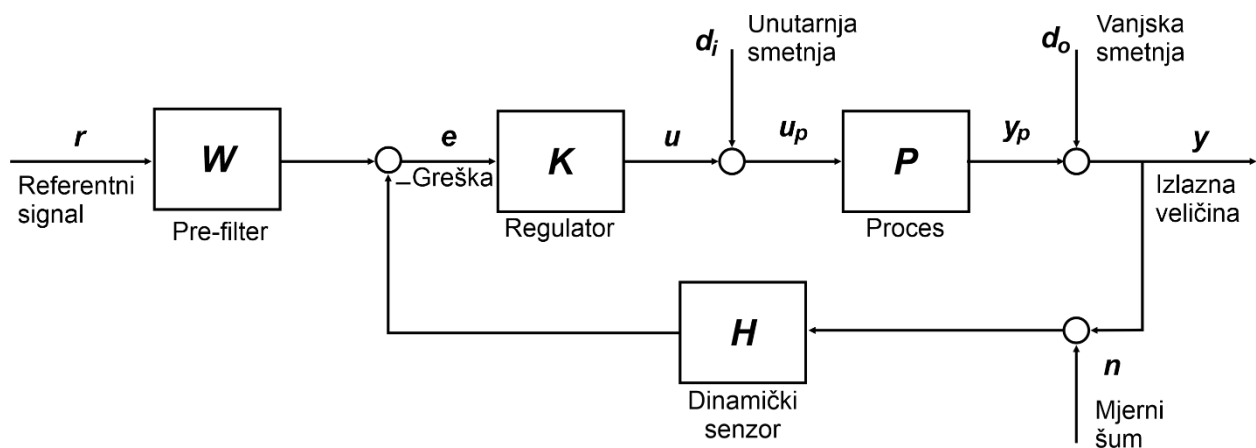 Unutarnja
smetnja
d_i
Vanjska
smetnja
d_o
r
W
e
K
u
u_p
P
y_p
y
Referentni
signal
–Greška
Izlazna
veličina
Pre-filter
Regulator
Proces
H
n
Dinamički
senzor
Mjerni
šum